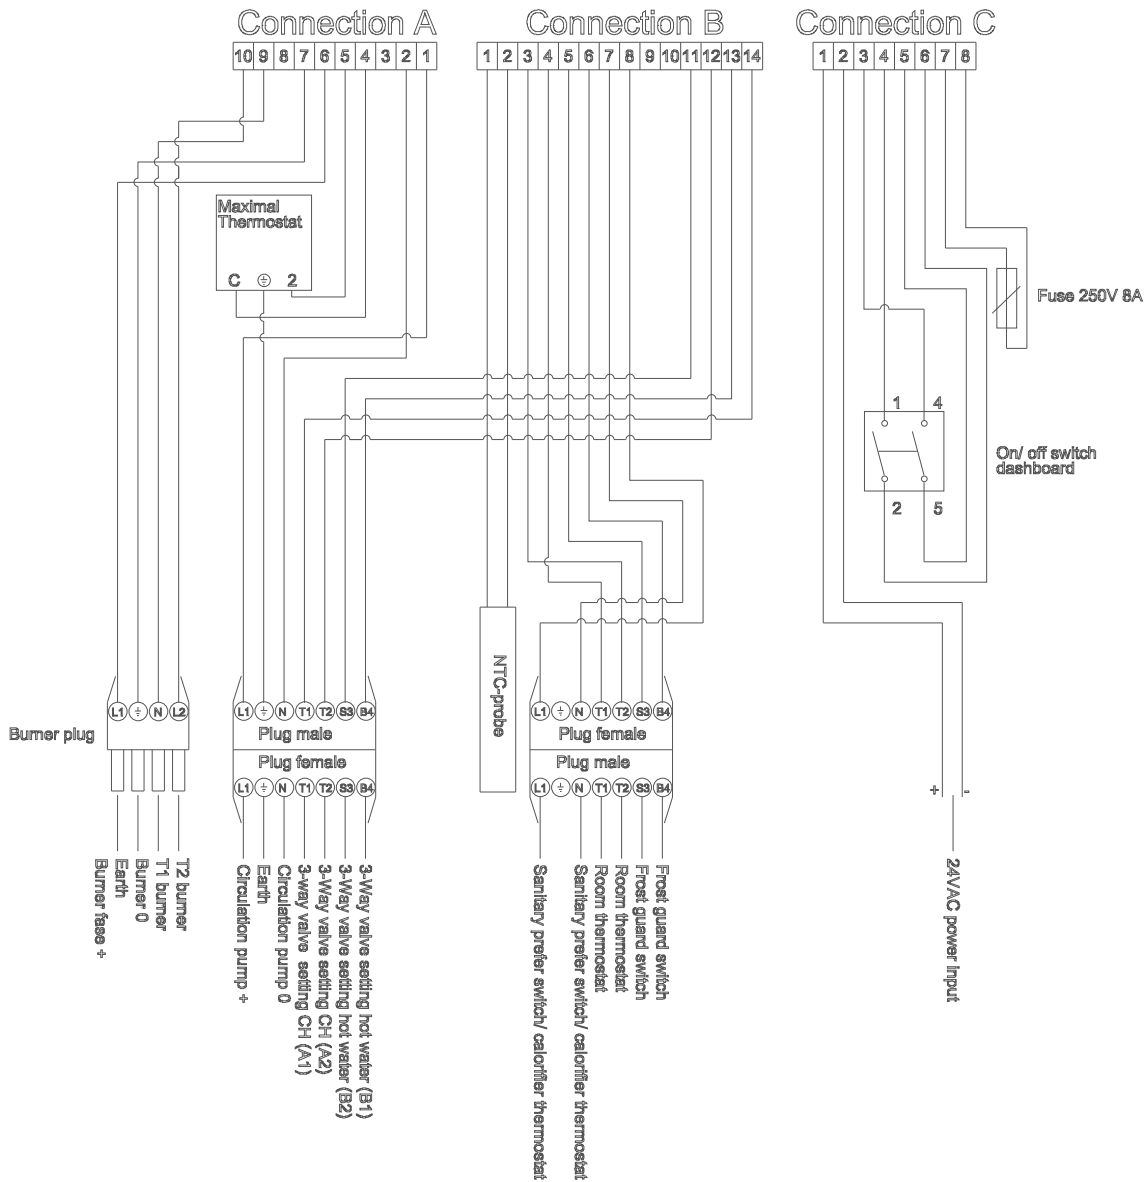 Connection A
10 9 8 7 6 5 4 3 2 1
Connection B
1 2 3 4 5 6 7 8 9 10 11 12 13 14
Connection C
1 2 3 4 5 6 7 8
Maximal
Thermostat
C 2
Fuse 250V 8A
1 4
On/ off switch
dashboard
2 5
NTC-probe
Burner plug
L1 N L2
L1 N T1 T2 S3 B4
Plug male
Plug female
L1 N T1 T2 S3 B4
L1 N T1 T2 S3 B4
Plug female
Plug male
L1 N T1 T2 S3 B4
+ -
24VAC power input
T2 burner
T1 burner
Burner 0
Earth
Burner fase +
3-Way valve setting hot water (B1)
3-Way valve setting hot water (B2)
3-Way valve setting CH (A2)
3-way valve setting CH (A1)
Circulation pump 0
Earth
Circulation pump +
Frost guard switch
Frost guard switch
Room thermostat
Room thermostat
Sanitary prefer switch/ calorifier thermostat
Sanitary prefer switch/ calorifier thermostat